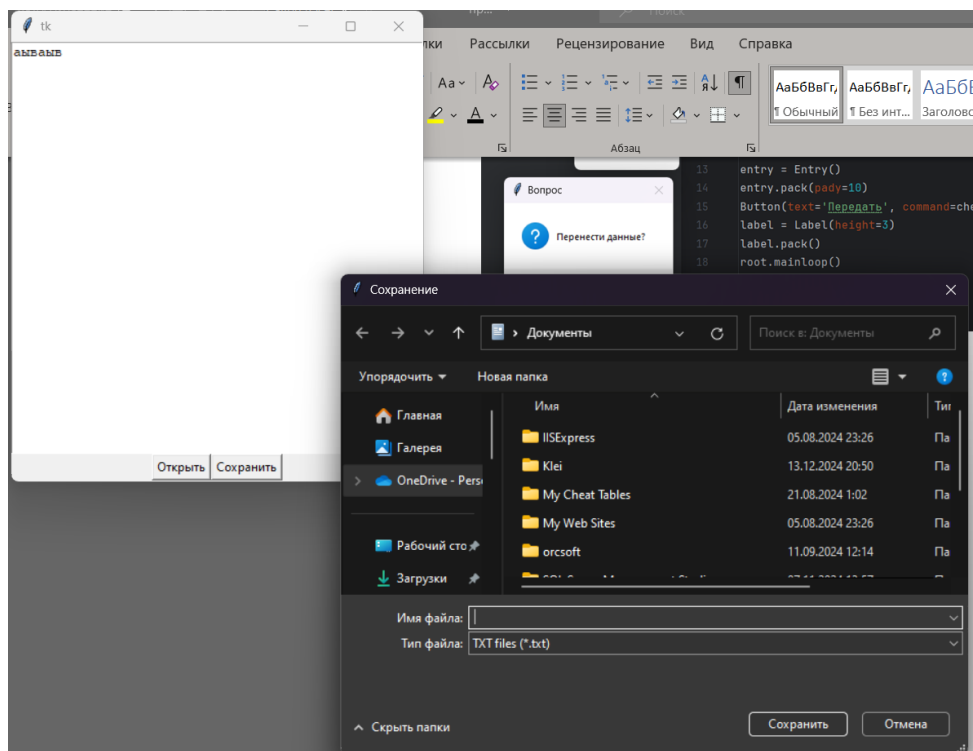 tk
аываыв
Открыть Сохранить
Рассылки Рецензирование Вид Справка
Aa
АаБбВвГг, АаБбВвГг, АаБбВ
¶ Обычный ¶ Без инт... Заголовс
Абзац
Вопрос
Перенести данные?
13 entry = Entry()
14 entry.pack(pady=10)
15 Button(text='Передать', command=che
16 label = Label(height=3)
17 label.pack()
18 root.mainloop()
Сохранение
Документы
Поиск в: Документы
Упорядочить Новая папка
Главная
Галерея
OneDrive - Perso
Рабочий сто
Загрузки
Имя Дата изменения Тип
IISExpress 05.08.2024 23:26 Па
Klei 13.12.2024 20:50 Па
My Cheat Tables 21.08.2024 1:02 Па
My Web Sites 05.08.2024 23:26 Па
orcsoft 11.09.2024 12:14 Па
Имя файла:
Тип файла: TXT files (*.txt)
Скрыть папки
Сохранить Отмена